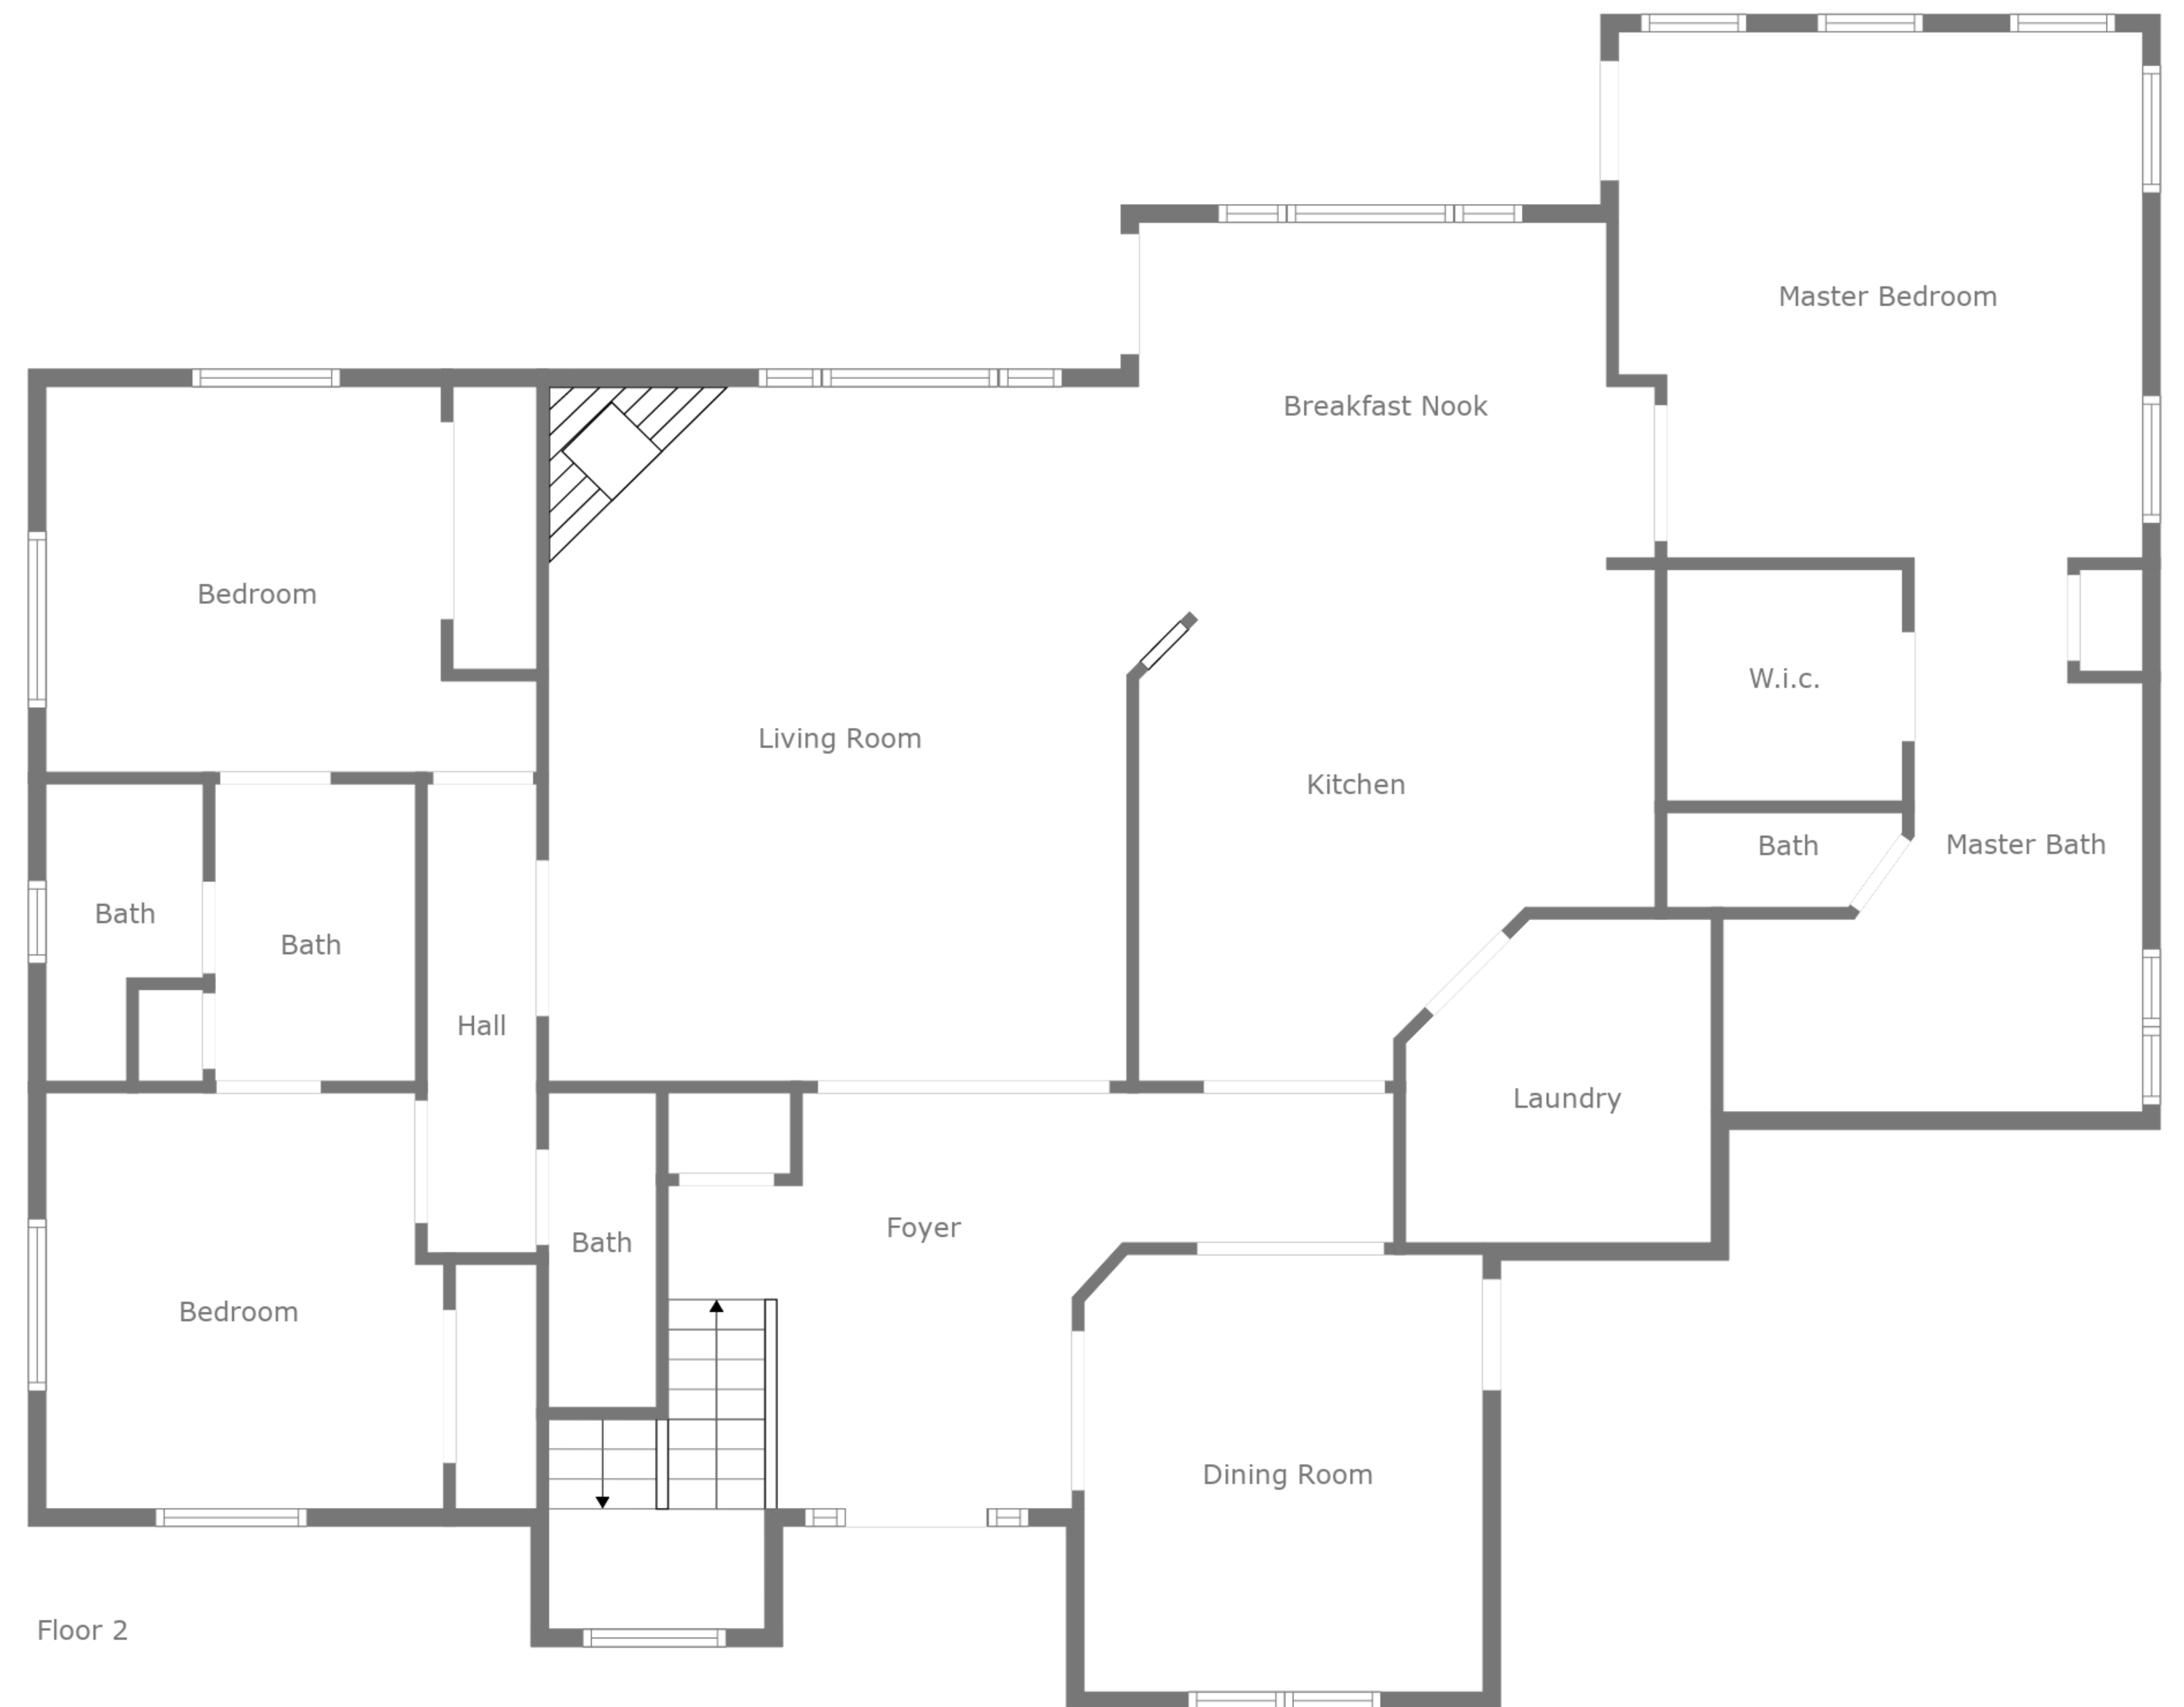 Master Bedroom
Breakfast Nook
Bedroom
W.i.c.
Living Room
Kitchen
Bath
Master Bath
Bath
Bath
Hall
Laundry
Foyer
Bath
Bedroom
Dining Room
Floor 2